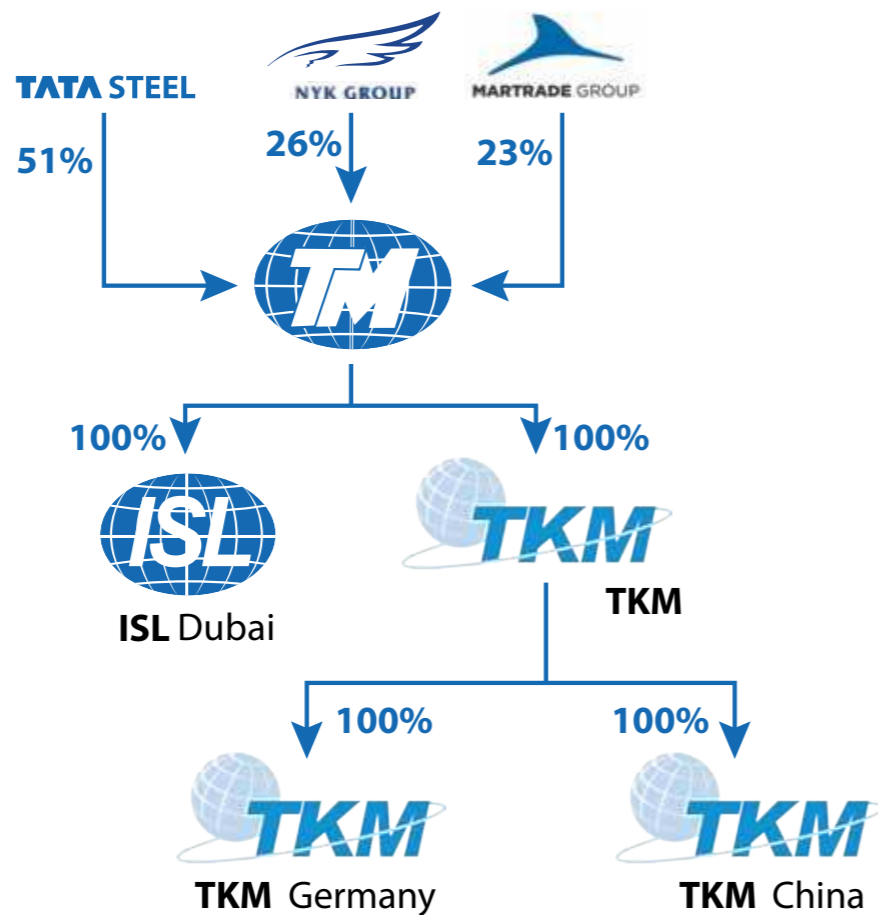 TATA STEEL
NYK GROUP
MARTRADE GROUP
51%
26%
23%
TM
100%
100%
ISL
TKM
ISL Dubai
TKM
100%
100%
TKM
TKM
TKM Germany
TKM China